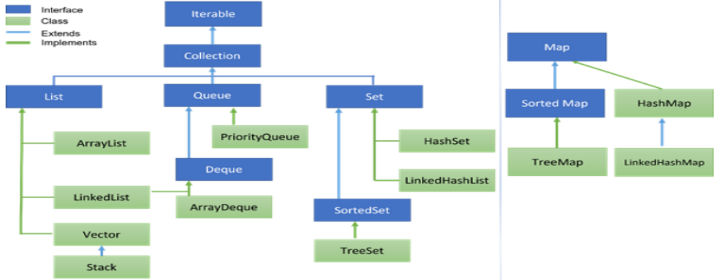 Interface
Class
Extends
Implements
Iterable
Collection
List
Queue
Set
ArrayList
PriorityQueue
HashSet
Deque
LinkedList
LinkedHashList
ArrayDeque
SortedSet
Vector
TreeSet
Stack
Map
Sorted Map
HashMap
TreeMap
LinkedHashMap